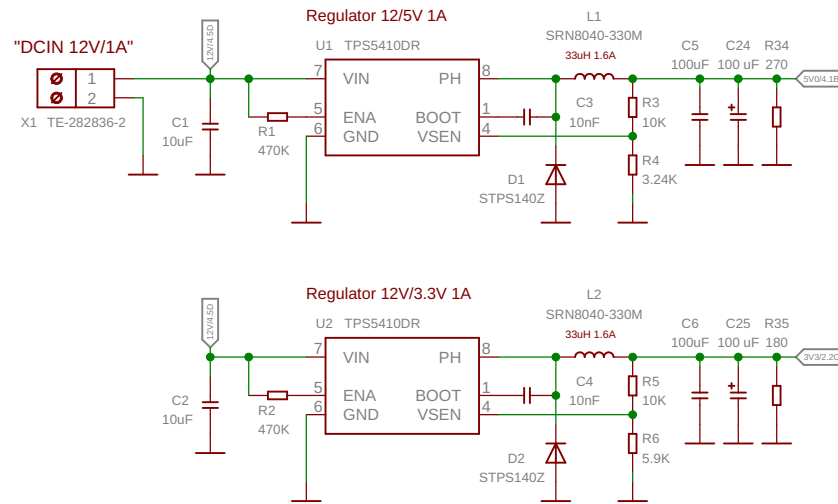 Regulator 12/5V 1A
L1
SRN8040-330M
33uH 1.6A
"DCIN 12V/1A"
12V/4.5D
U1 TPS5410DR
C5
100uF
C24
100 uF
R34
270
1
2
X1 TE-282836-2
C1
10uF
R1
470K
7 VIN
5 ENA
6 GND
PH 8
BOOT 1
VSEN 4
C3
10nF
R3
10K
R4
3.24K
D1
STPS140Z
5V0/4.1B
Regulator 12V/3.3V 1A
L2
SRN8040-330M
33uH 1.6A
12V/4.5D
U2 TPS5410DR
C6
100uF
C25
100 uF
R35
180
C2
10uF
R2
470K
7 VIN
5 ENA
6 GND
PH 8
BOOT 1
VSEN 4
C4
10nF
R5
10K
R6
5.9K
D2
STPS140Z